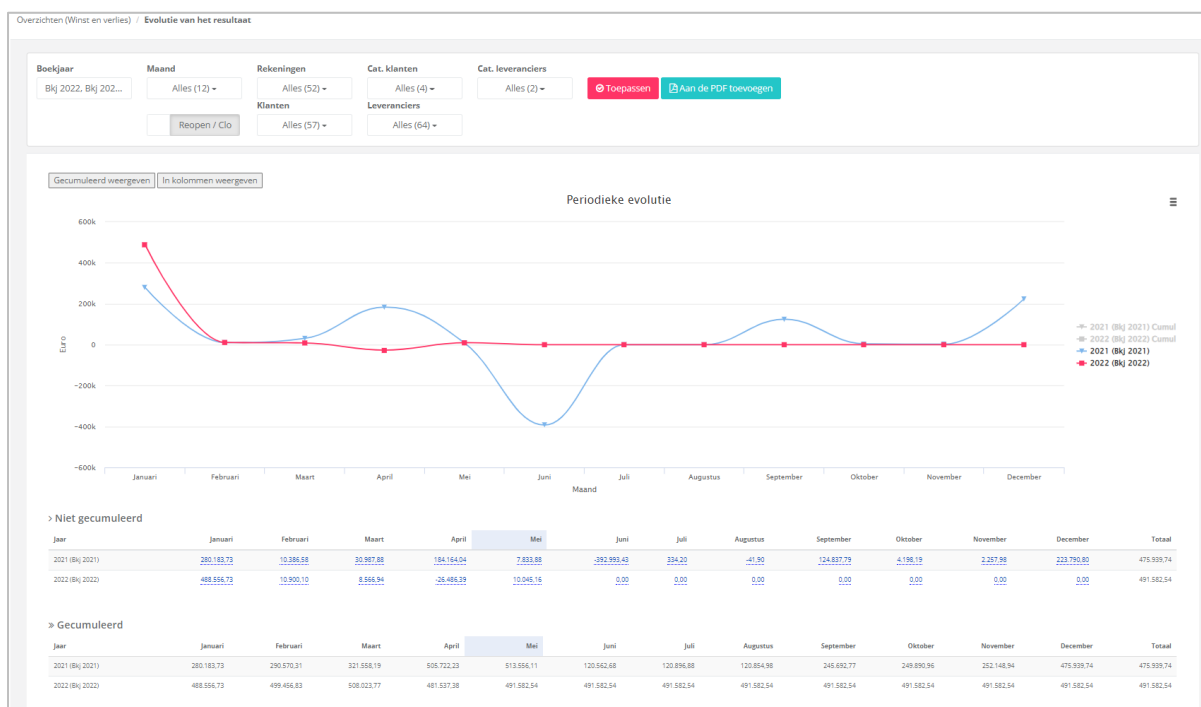 Overzichten (Winst en verlies) / Evolutie van het resultaat
Boekjaar Maand Rekeningen Cat. klanten Cat. leveranciers
Bkj 2022, Bkj 202... Alles (12) Alles (52) Alles (4) Alles (2) Toepassen Aan de PDF toevoegen
Klanten Leveranciers
Reopen / Clo Alles (57) Alles (64)
Gecumuleerd weergeven In kolommen weergeven
Periodieke evolutie
600k
400k
200k
0
−200k
−400k
−600k
Euro
2021 (Bkj 2021) Cumul
2022 (Bkj 2022) Cumul
2021 (Bkj 2021)
2022 (Bkj 2022)
Januari Februari Maart April Mei Juni Juli Augustus September Oktober November December
Maand
> Niet gecumuleerd
Jaar Januari Februari Maart April Mei Juni Juli Augustus September Oktober November December Totaal
2021 (Bkj 2021) 280.183,73 10.386,58 30.987,88 184.164,04 7.833,88 -392.993,43 334,20 -41,90 124.837,79 4.198,19 2.257,98 223.790,80 475.939,74
2022 (Bkj 2022) 488.556,73 10.900,10 8.566,94 -26.486,39 10.045,16 0,00 0,00 0,00 0,00 0,00 0,00 0,00 491.582,54
» Gecumuleerd
Jaar Januari Februari Maart April Mei Juni Juli Augustus September Oktober November December Totaal
2021 (Bkj 2021) 280.183,73 290.570,31 321.558,19 505.722,23 513.556,11 120.562,68 120.896,88 120.854,98 245.692,77 249.890,96 252.148,94 475.939,74 475.939,74
2022 (Bkj 2022) 488.556,73 499.456,83 508.023,77 481.537,38 491.582,54 491.582,54 491.582,54 491.582,54 491.582,54 491.582,54 491.582,54 491.582,54 491.582,54